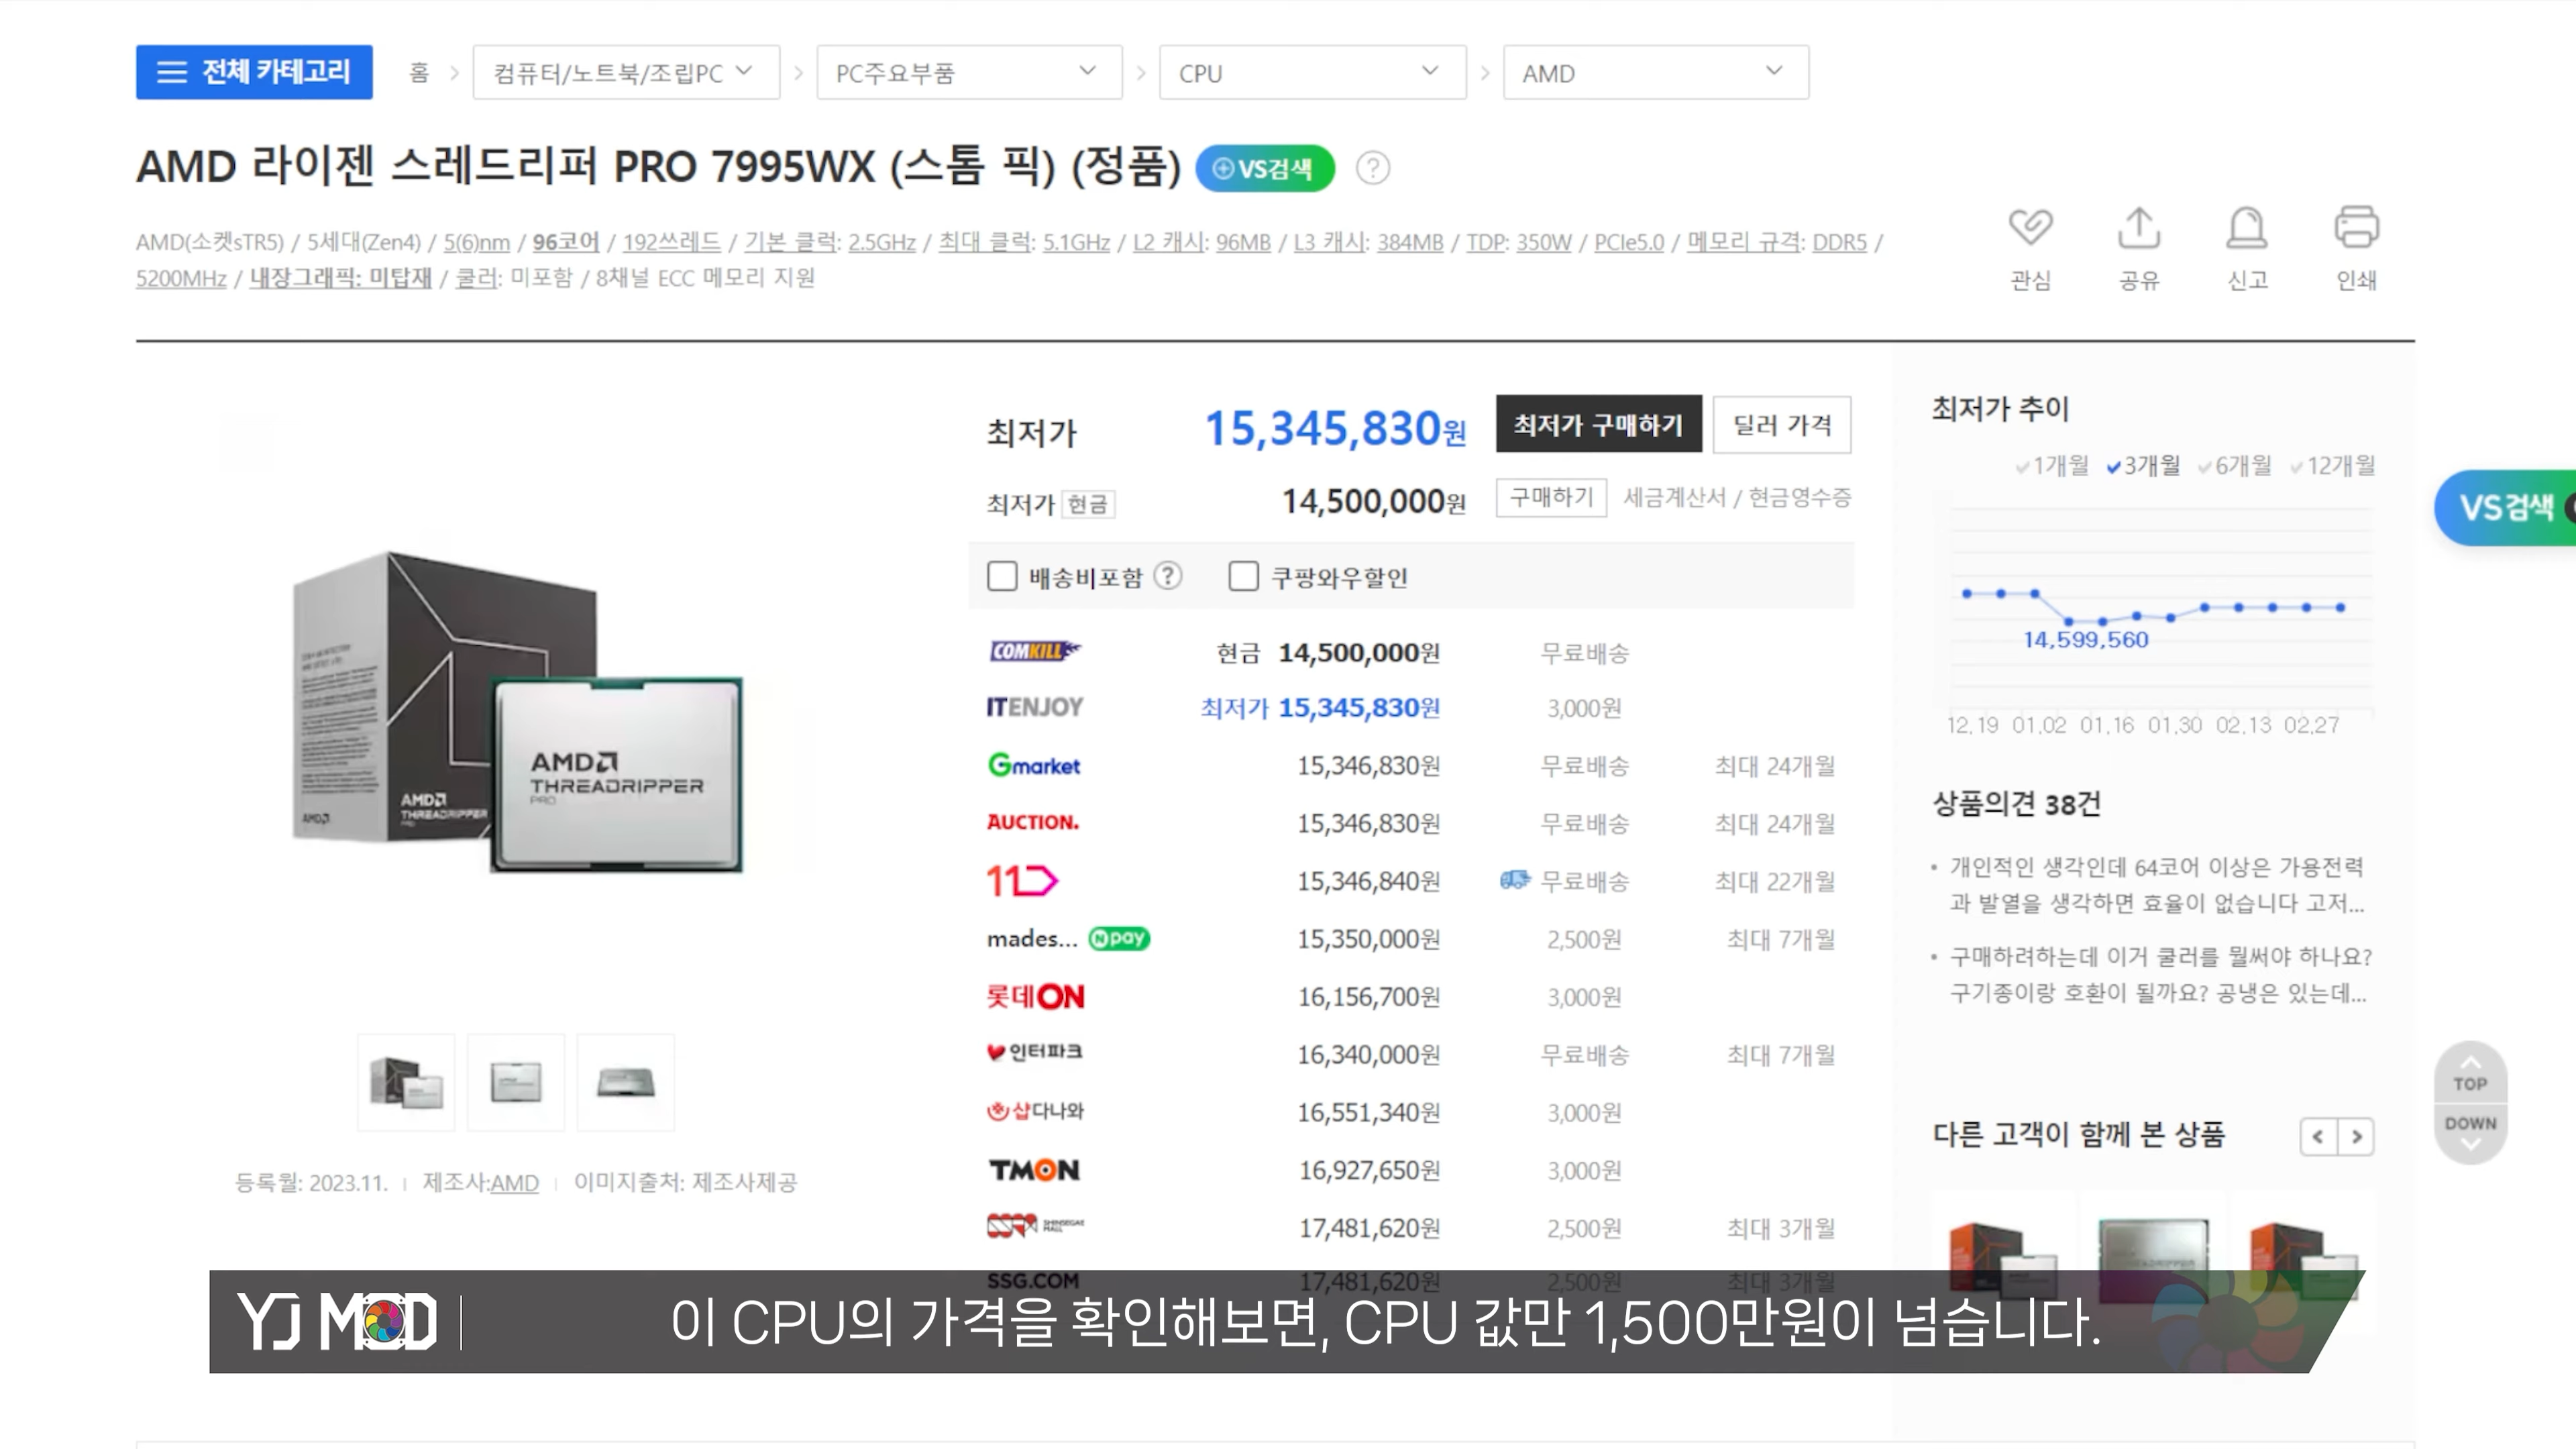 전체 카테고리 홈 컴퓨터/노트북/조립PC PC주요부품 CPU AMD
AMD 라이젠 스레드리퍼 PRO 7995WX (스톰 픽) (정품) VS검색 ?
AMD(소켓sTR5) / 5세대(Zen4) / 5(6)nm / 96코어 / 192쓰레드 / 기본 클럭: 2.5GHz / 최대 클럭: 5.1GHz / L2 캐시: 96MB / L3 캐시: 384MB / TDP: 350W / PCIe5.0 / 메모리 규격: DDR5 /
5200MHz / 내장그래픽: 미탑재 / 쿨러: 미포함 / 8채널 ECC 메모리 지원
관심 공유 신고 인쇄
AMD
THREADRIPPER
PRO
AMD
AMD
THREADRIPPER
등록월: 2023.11. 제조사:AMD 이미지출처: 제조사제공
최저가 15,345,830원 최저가 구매하기 딜러 가격
최저가 현금 14,500,000원 구매하기 세금계산서 / 현금영수증
배송비포함 ? 쿠팡와우할인
COMKILL 현금 14,500,000원 무료배송
ITENJOY 최저가 15,345,830원 3,000원
Gmarket 15,346,830원 무료배송 최대 24개월
AUCTION. 15,346,830원 무료배송 최대 24개월
11 15,346,840원 무료배송 최대 22개월
mades... N pay 15,350,000원 2,500원 최대 7개월
롯데ON 16,156,700원 3,000원
인터파크 16,340,000원 무료배송 최대 7개월
샵다나와 16,551,340원 3,000원
TMON 16,927,650원 3,000원
SHINSEGAE MALL 17,481,620원 2,500원 최대 3개월
SSG.COM 17,481,620원 2,500원 최대 3개월
최저가 추이
1개월 3개월 6개월 12개월
14,599,560
12.19 01.02 01.16 01.30 02.13 02.27
상품의견 38건
개인적인 생각인데 64코어 이상은 가용전력
과 발열을 생각하면 효율이 없습니다 고저...
구매하려하는데 이거 쿨러를 뭘써야 하나요?
구기종이랑 호환이 될까요? 공냉은 있는데...
다른 고객이 함께 본 상품
VS검색
TOP
DOWN
YJ MOD 이 CPU의 가격을 확인해보면, CPU 값만 1,500만원이 넘습니다.